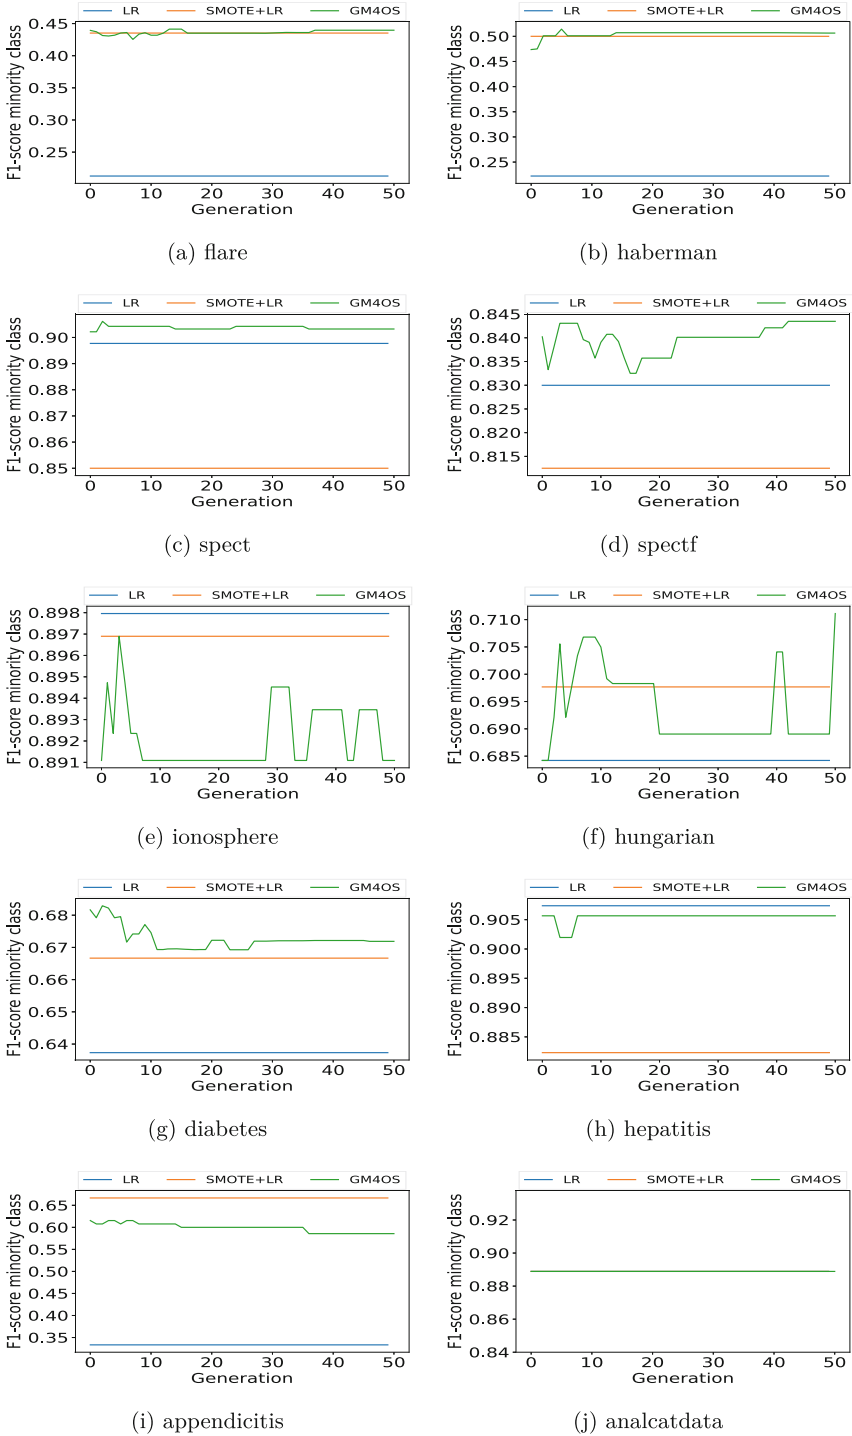 LR SMOTE+LR GM4OS
F1-score minority class
0.45
0.40
0.35
0.30
0.25
0 10 20 30 40 50
Generation
(a) flare
LR SMOTE+LR GM4OS
F1-score minority class
0.50
0.45
0.40
0.35
0.30
0.25
0 10 20 30 40 50
Generation
(b) haberman
LR SMOTE+LR GM4OS
F1-score minority class
0.90
0.89
0.88
0.87
0.86
0.85
0 10 20 30 40 50
Generation
(c) spect
LR SMOTE+LR GM4OS
F1-score minority class
0.845
0.840
0.835
0.830
0.825
0.820
0.815
0 10 20 30 40 50
Generation
(d) spectf
LR SMOTE+LR GM4OS
F1-score minority class
0.898
0.897
0.896
0.895
0.894
0.893
0.892
0.891
0 10 20 30 40 50
Generation
(e) ionosphere
LR SMOTE+LR GM4OS
F1-score minority class
0.710
0.705
0.700
0.695
0.690
0.685
0 10 20 30 40 50
Generation
(f) hungarian
LR SMOTE+LR GM4OS
F1-score minority class
0.68
0.67
0.66
0.65
0.64
0 10 20 30 40 50
Generation
(g) diabetes
LR SMOTE+LR GM4OS
F1-score minority class
0.905
0.900
0.895
0.890
0.885
0 10 20 30 40 50
Generation
(h) hepatitis
LR SMOTE+LR GM4OS
F1-score minority class
0.65
0.60
0.55
0.50
0.45
0.40
0.35
0 10 20 30 40 50
Generation
(i) appendicitis
LR SMOTE+LR GM4OS
F1-score minority class
0.92
0.90
0.88
0.86
0.84
0 10 20 30 40 50
Generation
(j) analcatdata